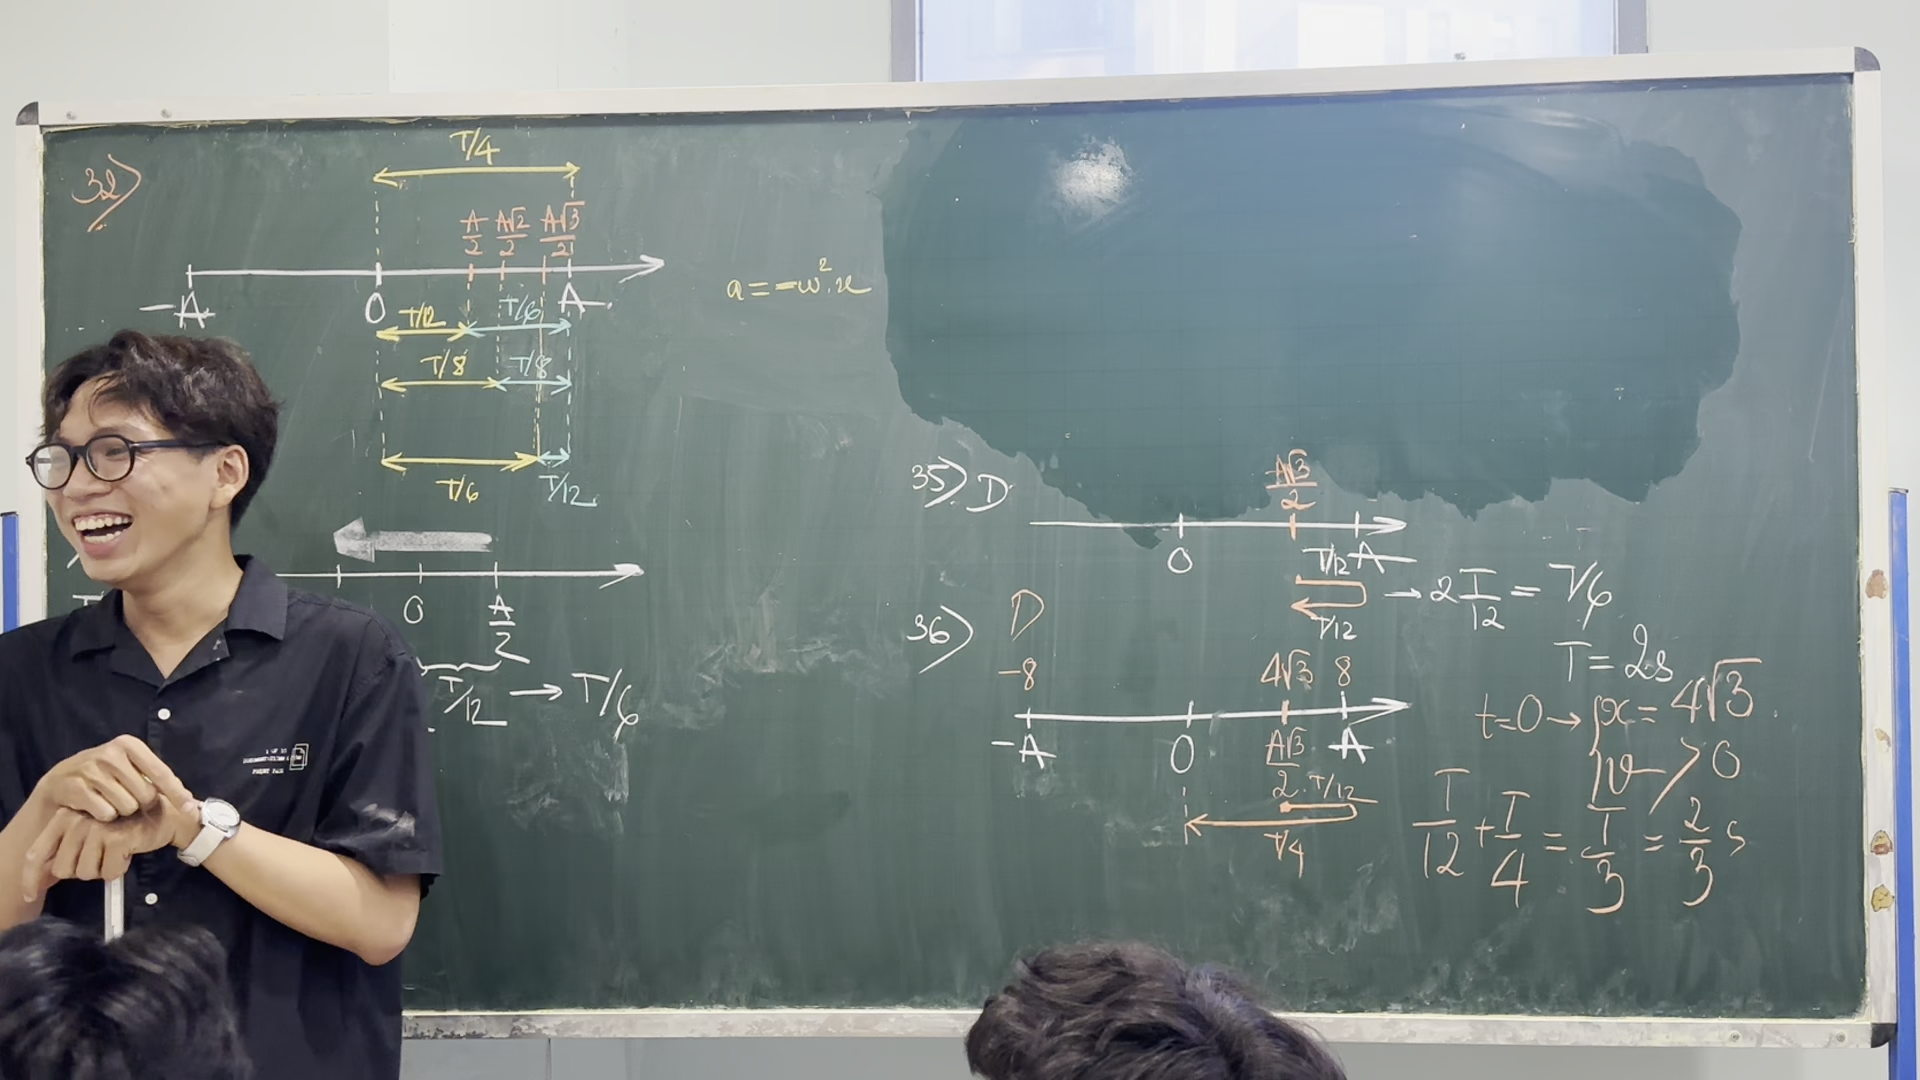 32)
T/4
A/2 A√2/2 A√3/2
-A O A
T/12 T/6
T/8 T/8
T/6 T/12
a = -ω².x
O A/2
T/12 → T/6
35) D
A√3/2
O A
T/12
T/12
→ 2 T/12 = T/6
36) D
T = 2s
-8 4√3 8
-A O A√3/2 A
t=0 → { x = 4√3
v > 0
T/12
T/4
T/12 + T/4 = T/3 = 2/3 s